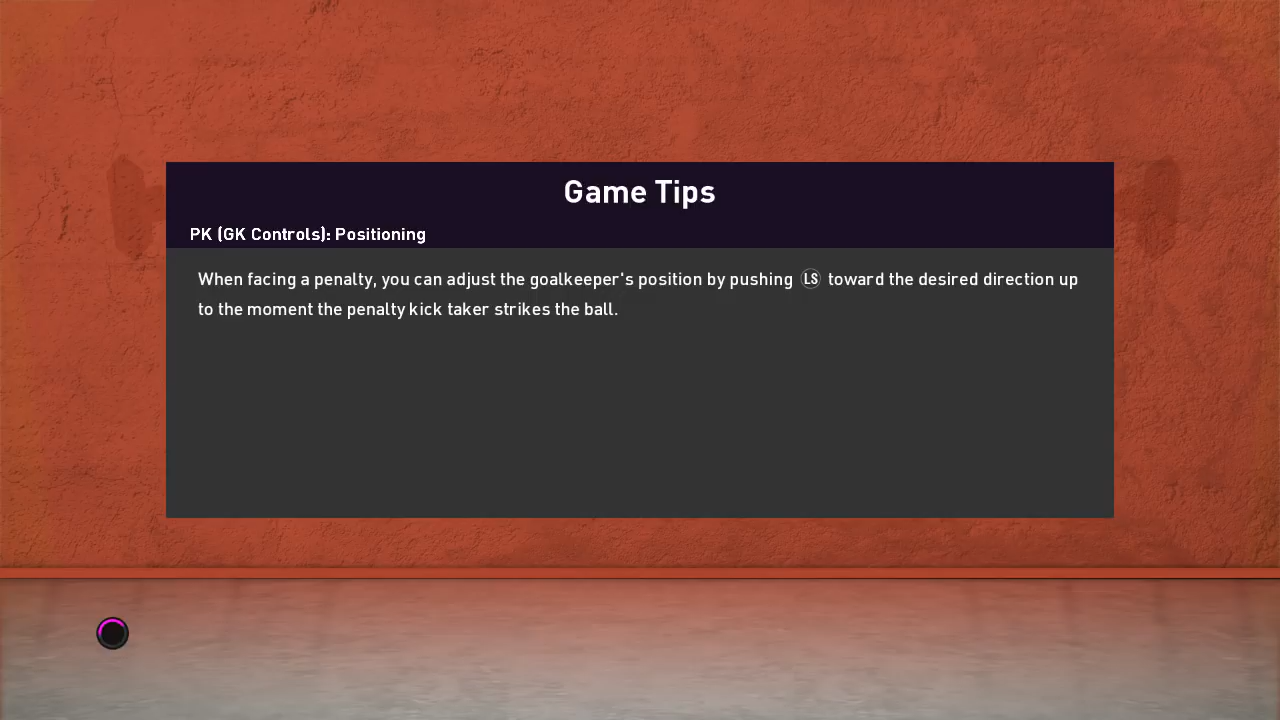 Game Tips
PK (GK Controls): Positioning
When facing a penalty, you can adjust the goalkeeper's position by pushing LS toward the desired direction up
to the moment the penalty kick taker strikes the ball.